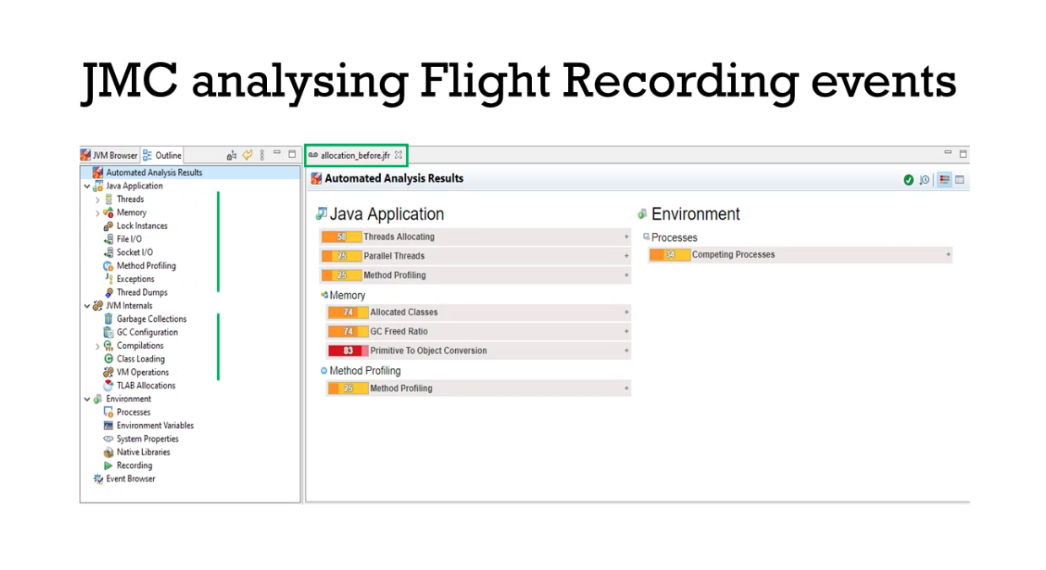 JMC analysing Flight Recording events
JVM Browser
Outline
Automated Analysis Results
Java Application
Threads
Memory
Lock Instances
File I/O
Socket I/O
Method Profiling
Exceptions
Thread Dumps
JVM Internals
Garbage Collections
GC Configuration
Compilations
Class Loading
VM Operations
TLAB Allocations
Environment
Processes
Environment Variables
System Properties
Native Libraries
Recording
Event Browser
allocation_before.jfr
Automated Analysis Results
Java Application
Threads Allocating
25 Parallel Threads
25 Method Profiling
Memory
74 Allocated Classes
74 GC Freed Ratio
83 Primitive To Object Conversion
Method Profiling
25 Method Profiling
Environment
Processes
Competing Processes